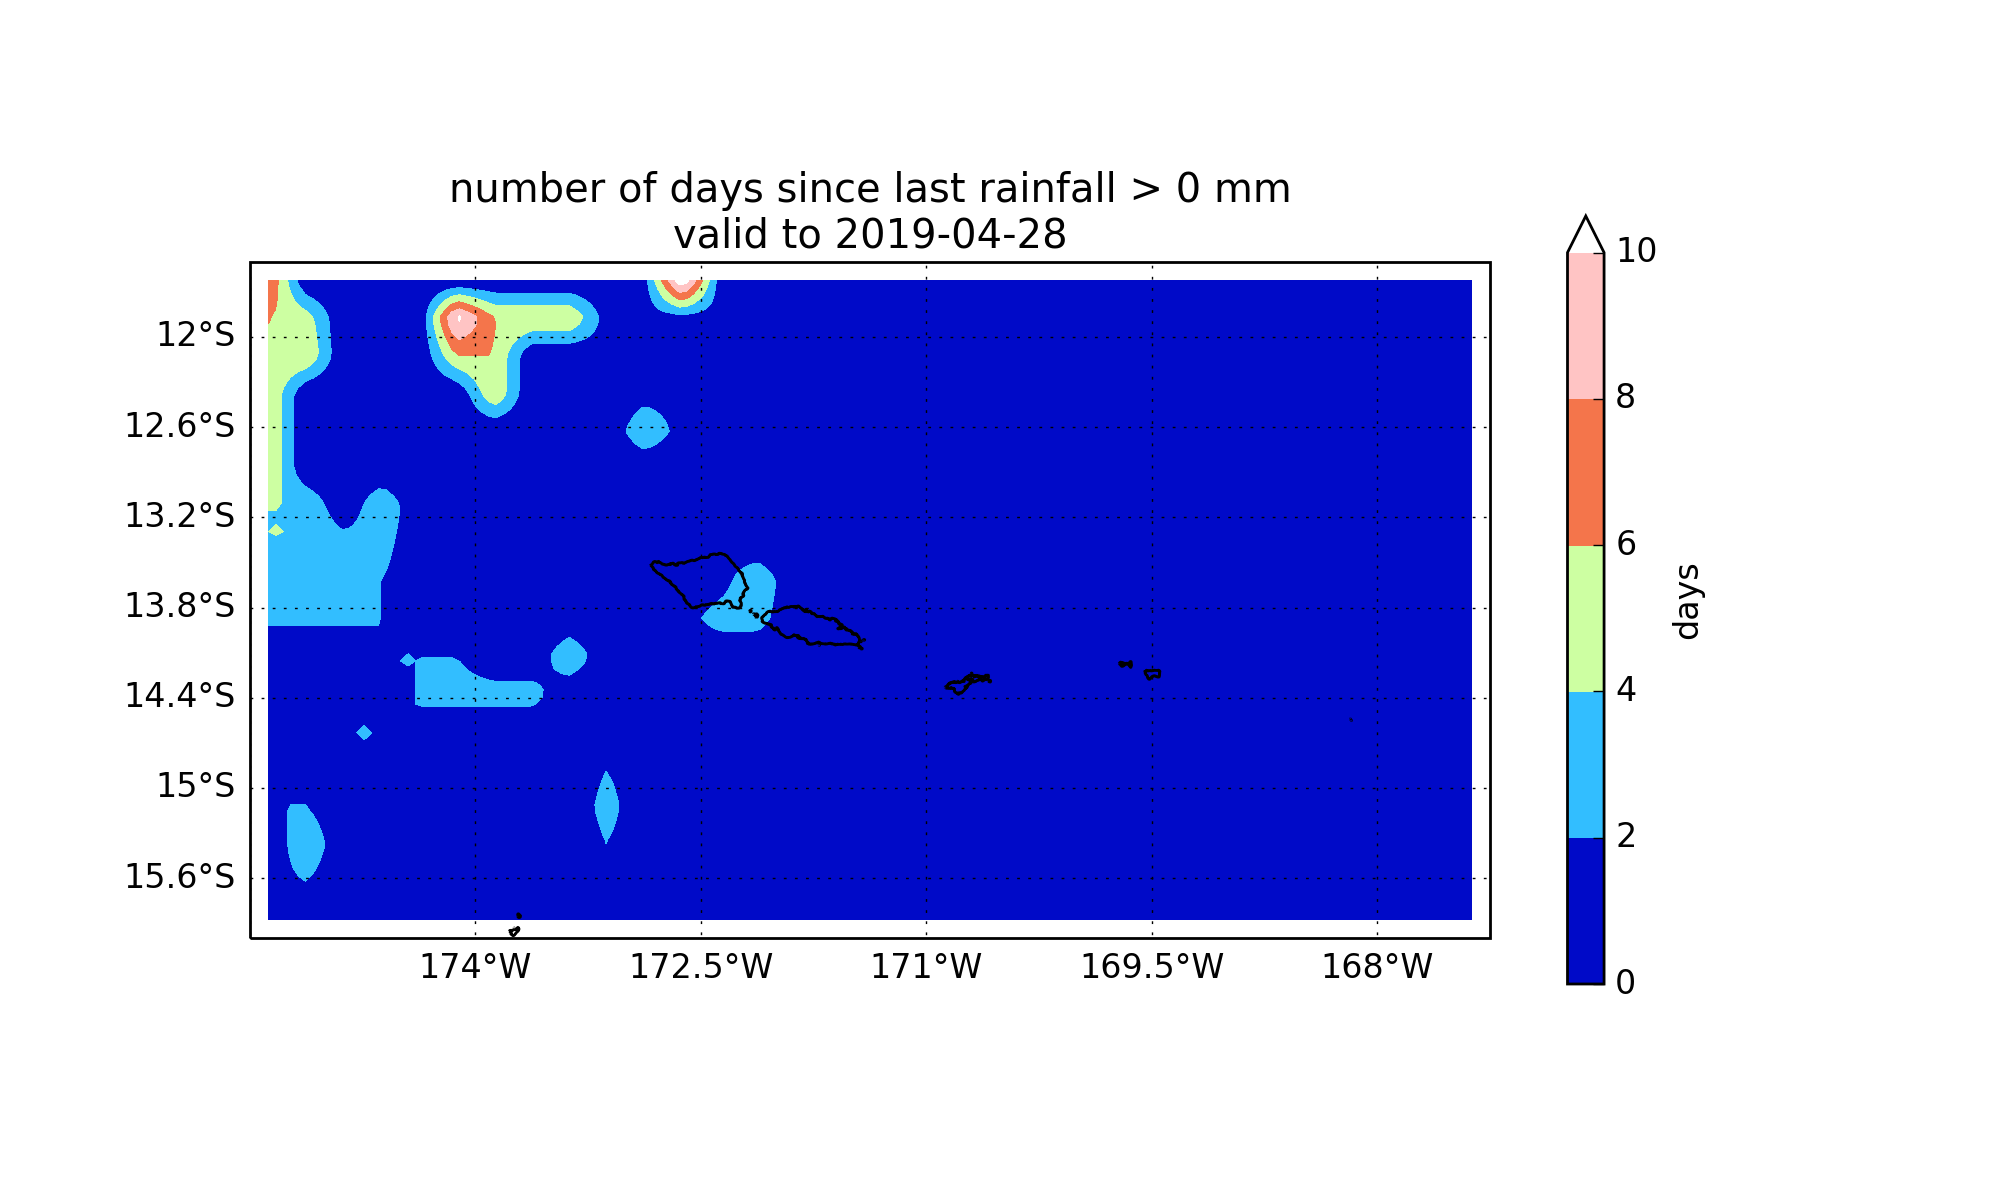 number of days since last rainfall > 0 mm
valid to 2019-04-28
12°S
12.6°S
13.2°S
13.8°S
14.4°S
15°S
15.6°S
174°W
172.5°W
171°W
169.5°W
168°W
10
8
6
4
2
0
days